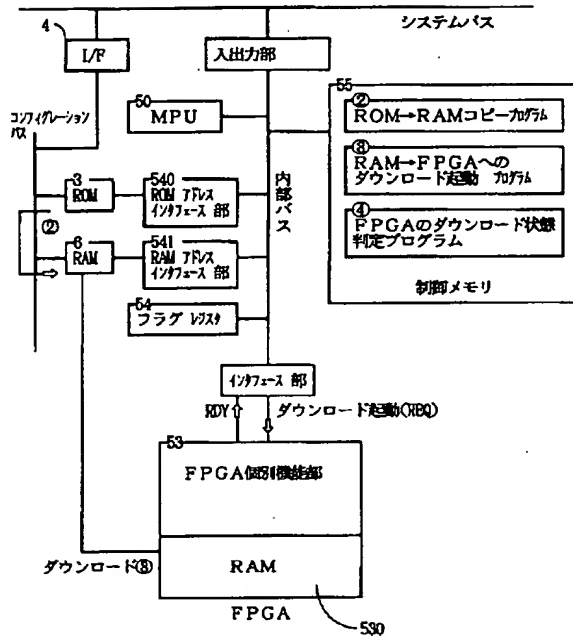 システムバス
4
I/F
入出力部
コンフィグレーション
バス
50
MPU
55
②
ROM→RAMコピープログラム
③
RAM→FPGAへの
ダウンロード起動 プログラム
④
FPGAのダウンロード状態
判定プログラム
制御メモリ
内部バス
3
ROM
540
ROM アドレス
インタフェース 部
②
6
RAM
541
RAM アドレス
インタフェース 部
54
フラグ レジスタ
インタフェース 部
RDY
ダウンロード起動(REQ)
53
FPGA個別機能部
ダウンロード③
RAM
FPGA
530